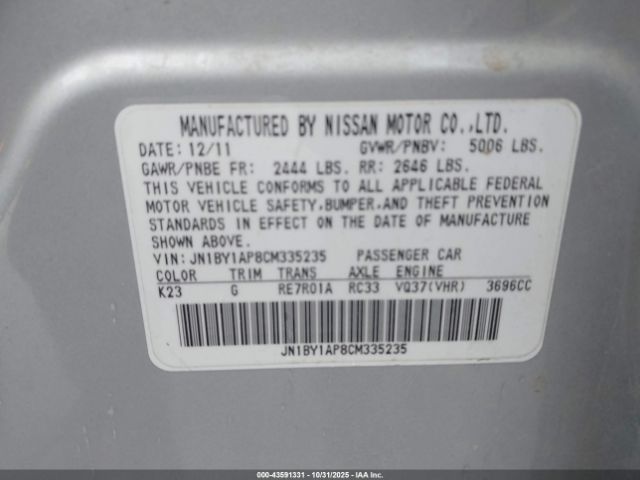 MANUFACTURED BY NISSAN MOTOR CO.,LTD.
DATE: 12/11 GVWR/PNBV: 5006 LBS.
GAWR/PNBE FR: 2444 LBS. RR: 2646 LBS.
THIS VEHICLE CONFORMS TO ALL APPLICABLE FEDERAL
MOTOR VEHICLE SAFETY,BUMPER,AND THEFT PREVENTION
STANDARDS IN EFFECT ON THE DATE OF MANUFACTURE
SHOWN ABOVE.
VIN: JN1BY1AP8CM335235 PASSENGER CAR
COLOR TRIM TRANS AXLE ENGINE
K23 G RE7R01A RC33 VQ37(VHR) 3696CC
JN1BY1AP8CM335235
000-43591331 - 10/31/2025 - IAAI Inc.